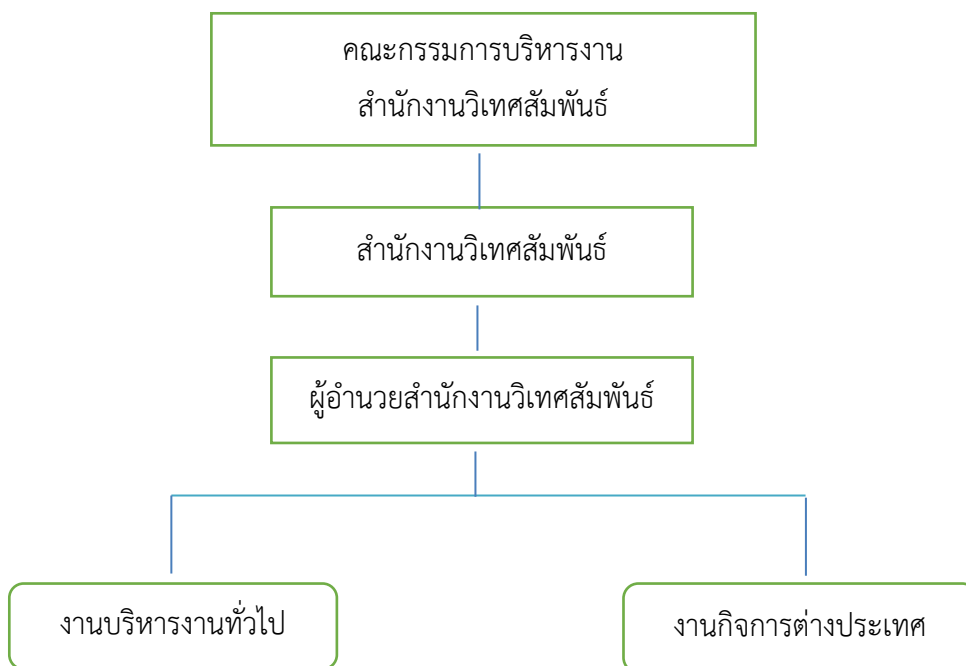 คณะกรรมการบริหารงาน
สำนักงานวิเทศสัมพันธ์
สำนักงานวิเทศสัมพันธ์
ผู้อำนวยสำนักงานวิเทศสัมพันธ์
งานบริหารงานทั่วไป
งานกิจการต่างประเทศ